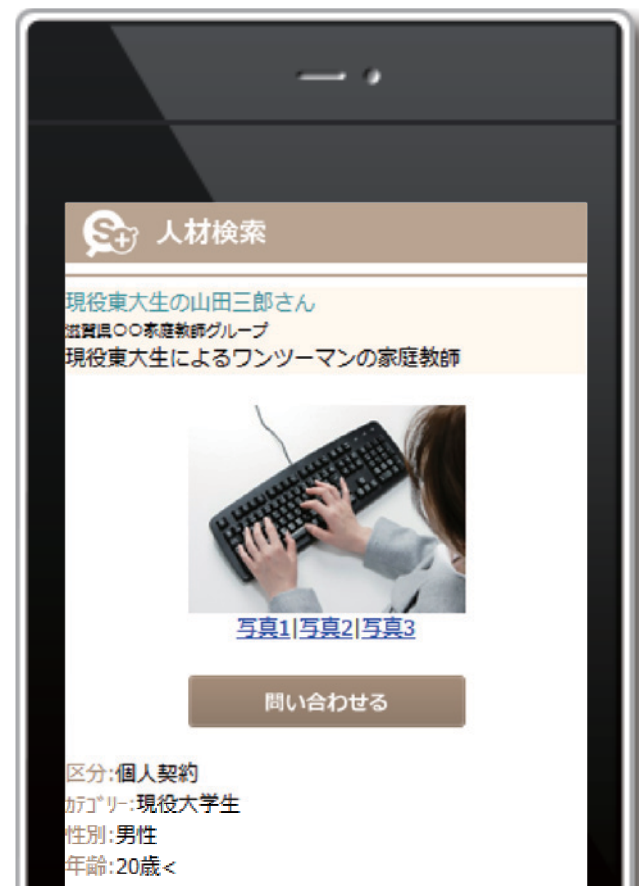 S+
人材検索
現役東大生の山田三郎さん
滋賀県〇〇家庭教師グループ
現役東大生によるワンツーマンの家庭教師
写真1|写真2|写真3
問い合わせる
区分:個人契約
ｶﾃｺﾞﾘｰ:現役大学生
性別:男性
年齢:20歳<